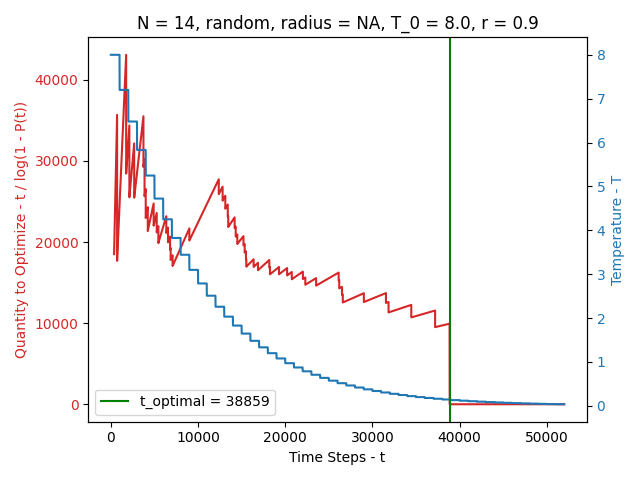 N = 14, random, radius = NA, T_0 = 8.0, r = 0.9
Quantity to Optimize - t / log(1 - P(t))
40000
30000
20000
10000
0
8
7
6
5
4
3
2
1
0
Temperature - T
t_optimal = 38859
0 10000 20000 30000 40000 50000
Time Steps - t